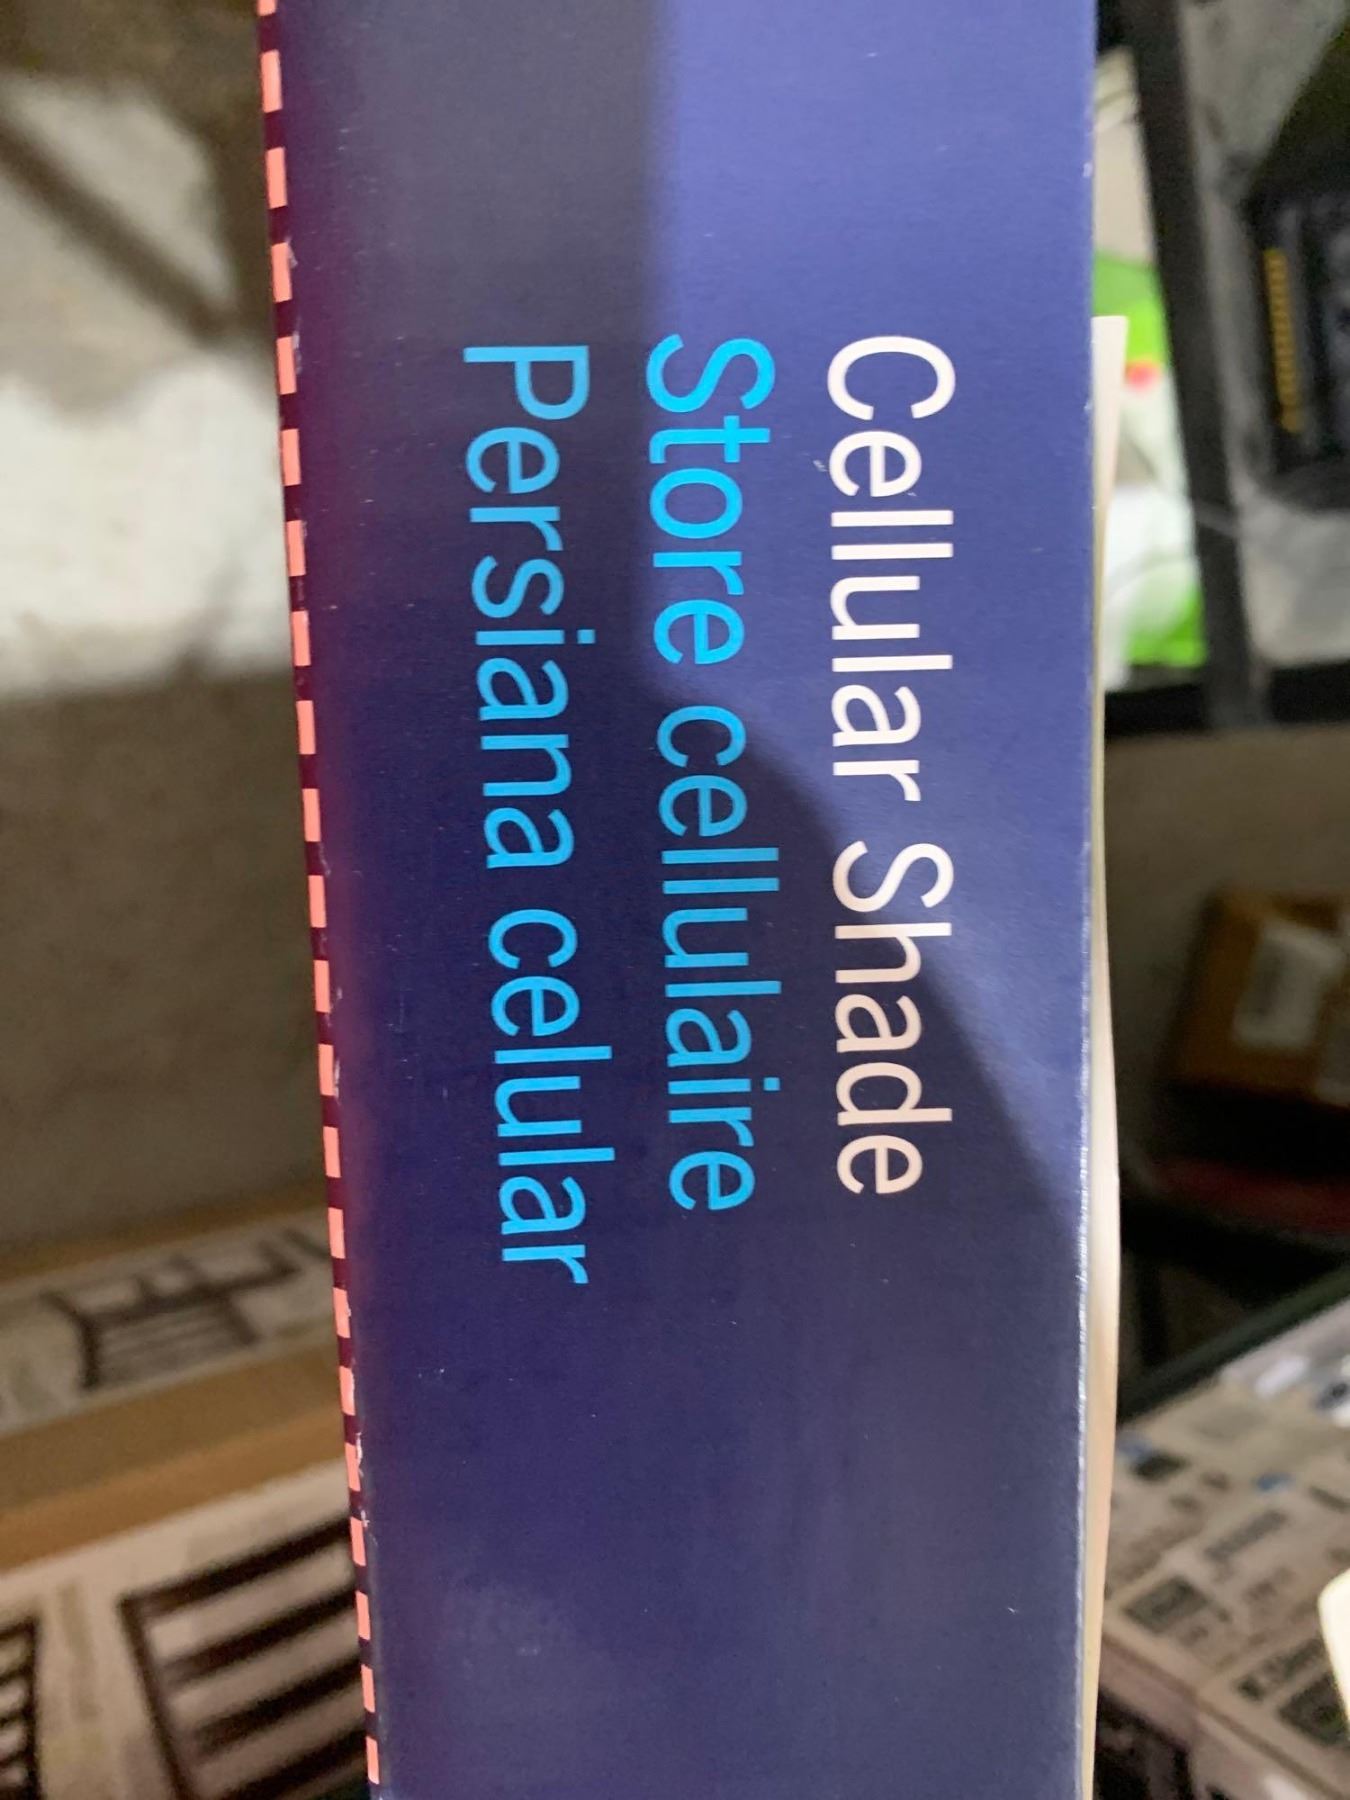 Cellular Shade
Store cellulaire
Persiana celular